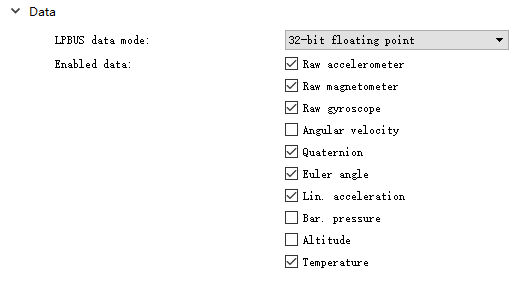 Data
LPBUS data mode: 32-bit floating point
Enabled data: Raw accelerometer
Raw magnetometer
Raw gyroscope
Angular velocity
Quaternion
Euler angle
Lin. acceleration
Bar. pressure
Altitude
Temperature